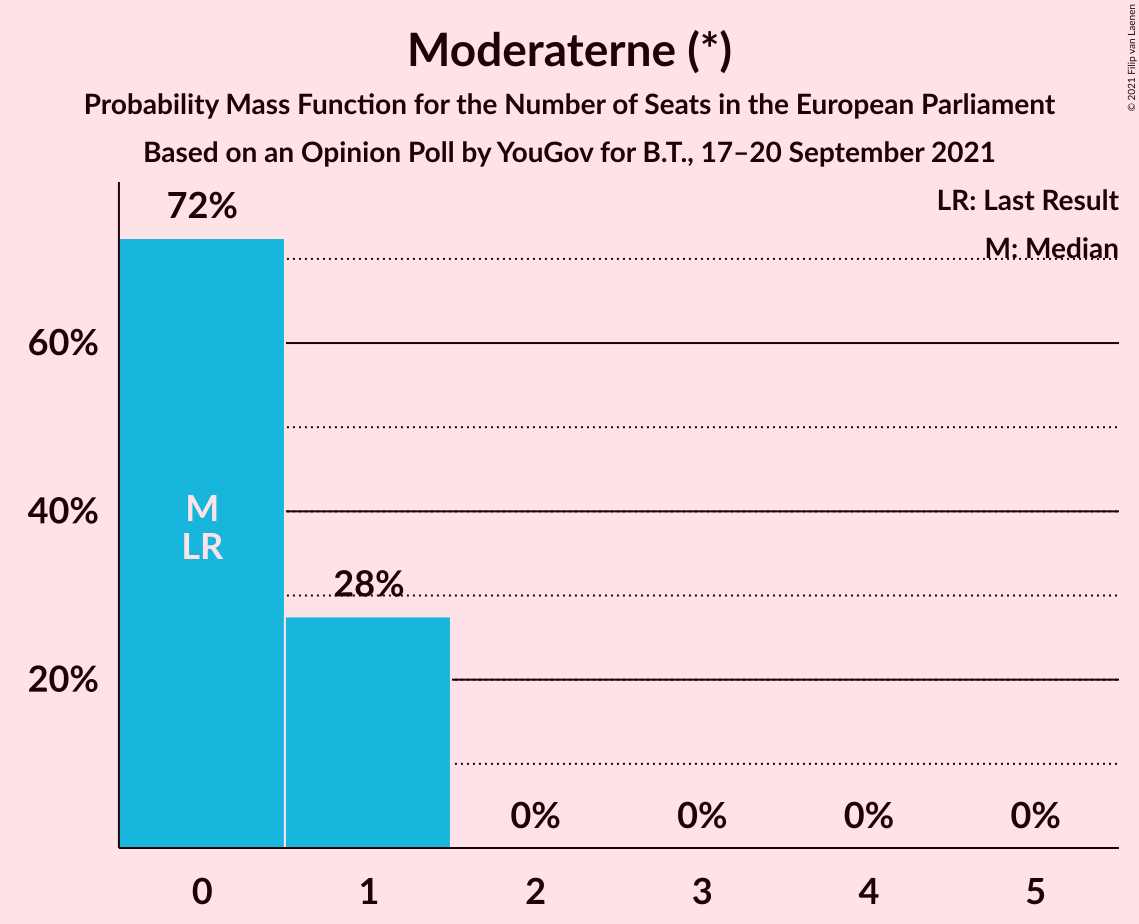 Moderaterne (*)
Probability Mass Function for the Number of Seats in the European Parliament
Based on an Opinion Poll by YouGov for B.T., 17–20 September 2021
© 2021 Filip van Laenen
LR: Last Result
M: Median
72%
60%
40%
20%
M
LR
28%
0% 0% 0% 0%
0 1 2 3 4 5